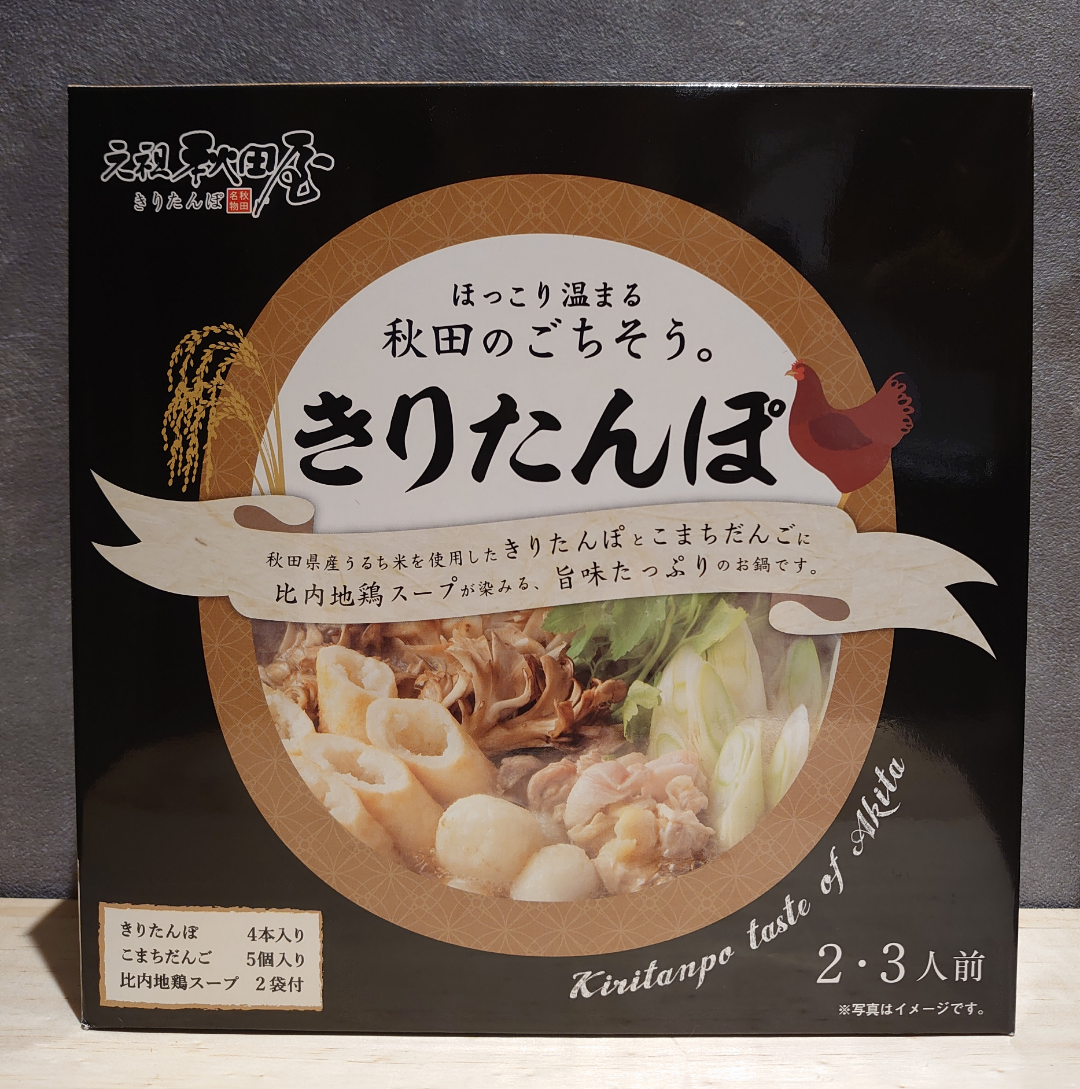 元祖秋田屋
きりたんぽ
秋田名物
ほっこり温まる
秋田のごちそう。
きりたんぽ
秋田県産うるち米を使用したきりたんぽとこまちだんごに
比内地鶏スープが染みる、旨味たっぷりのお鍋です。
Kiritanpo taste of Akita
きりたんぽ 4本入り
こまちだんご 5個入り
比内地鶏スープ 2袋付
2・3人前
※写真はイメージです。